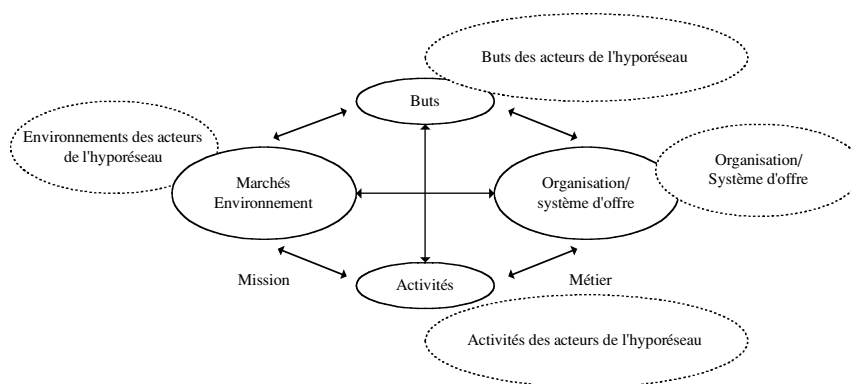 Buts des acteurs de l'hyporéseau
Buts
Environnements des acteurs
de l'hyporéseau
Marchés
Environnement
Organisation/
système d'offre
Organisation/
Système d'offre
Mission
Activités
Métier
Activités des acteurs de l'hyporéseau